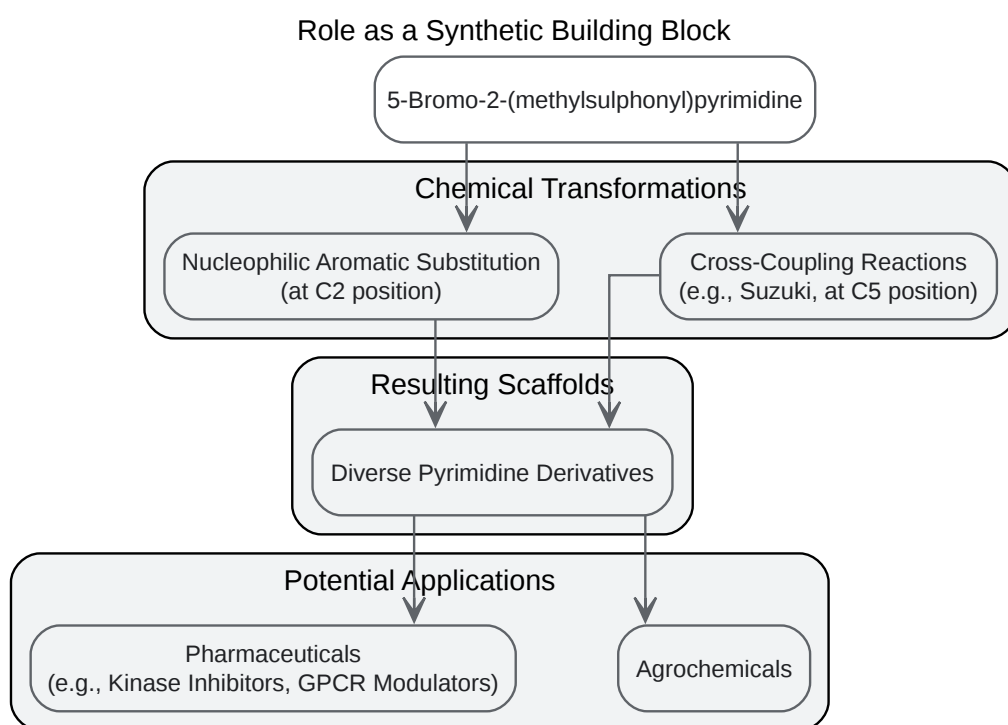 Role as a Synthetic Building Block
5-Bromo-2-(methylsulphonyl)pyrimidine
Chemical Transformations
Nucleophilic Aromatic Substitution
(at C2 position)
Cross-Coupling Reactions
(e.g., Suzuki, at C5 position)
Resulting Scaffolds
Diverse Pyrimidine Derivatives
Potential Applications
Pharmaceuticals
(e.g., Kinase Inhibitors, GPCR Modulators)
Agrochemicals